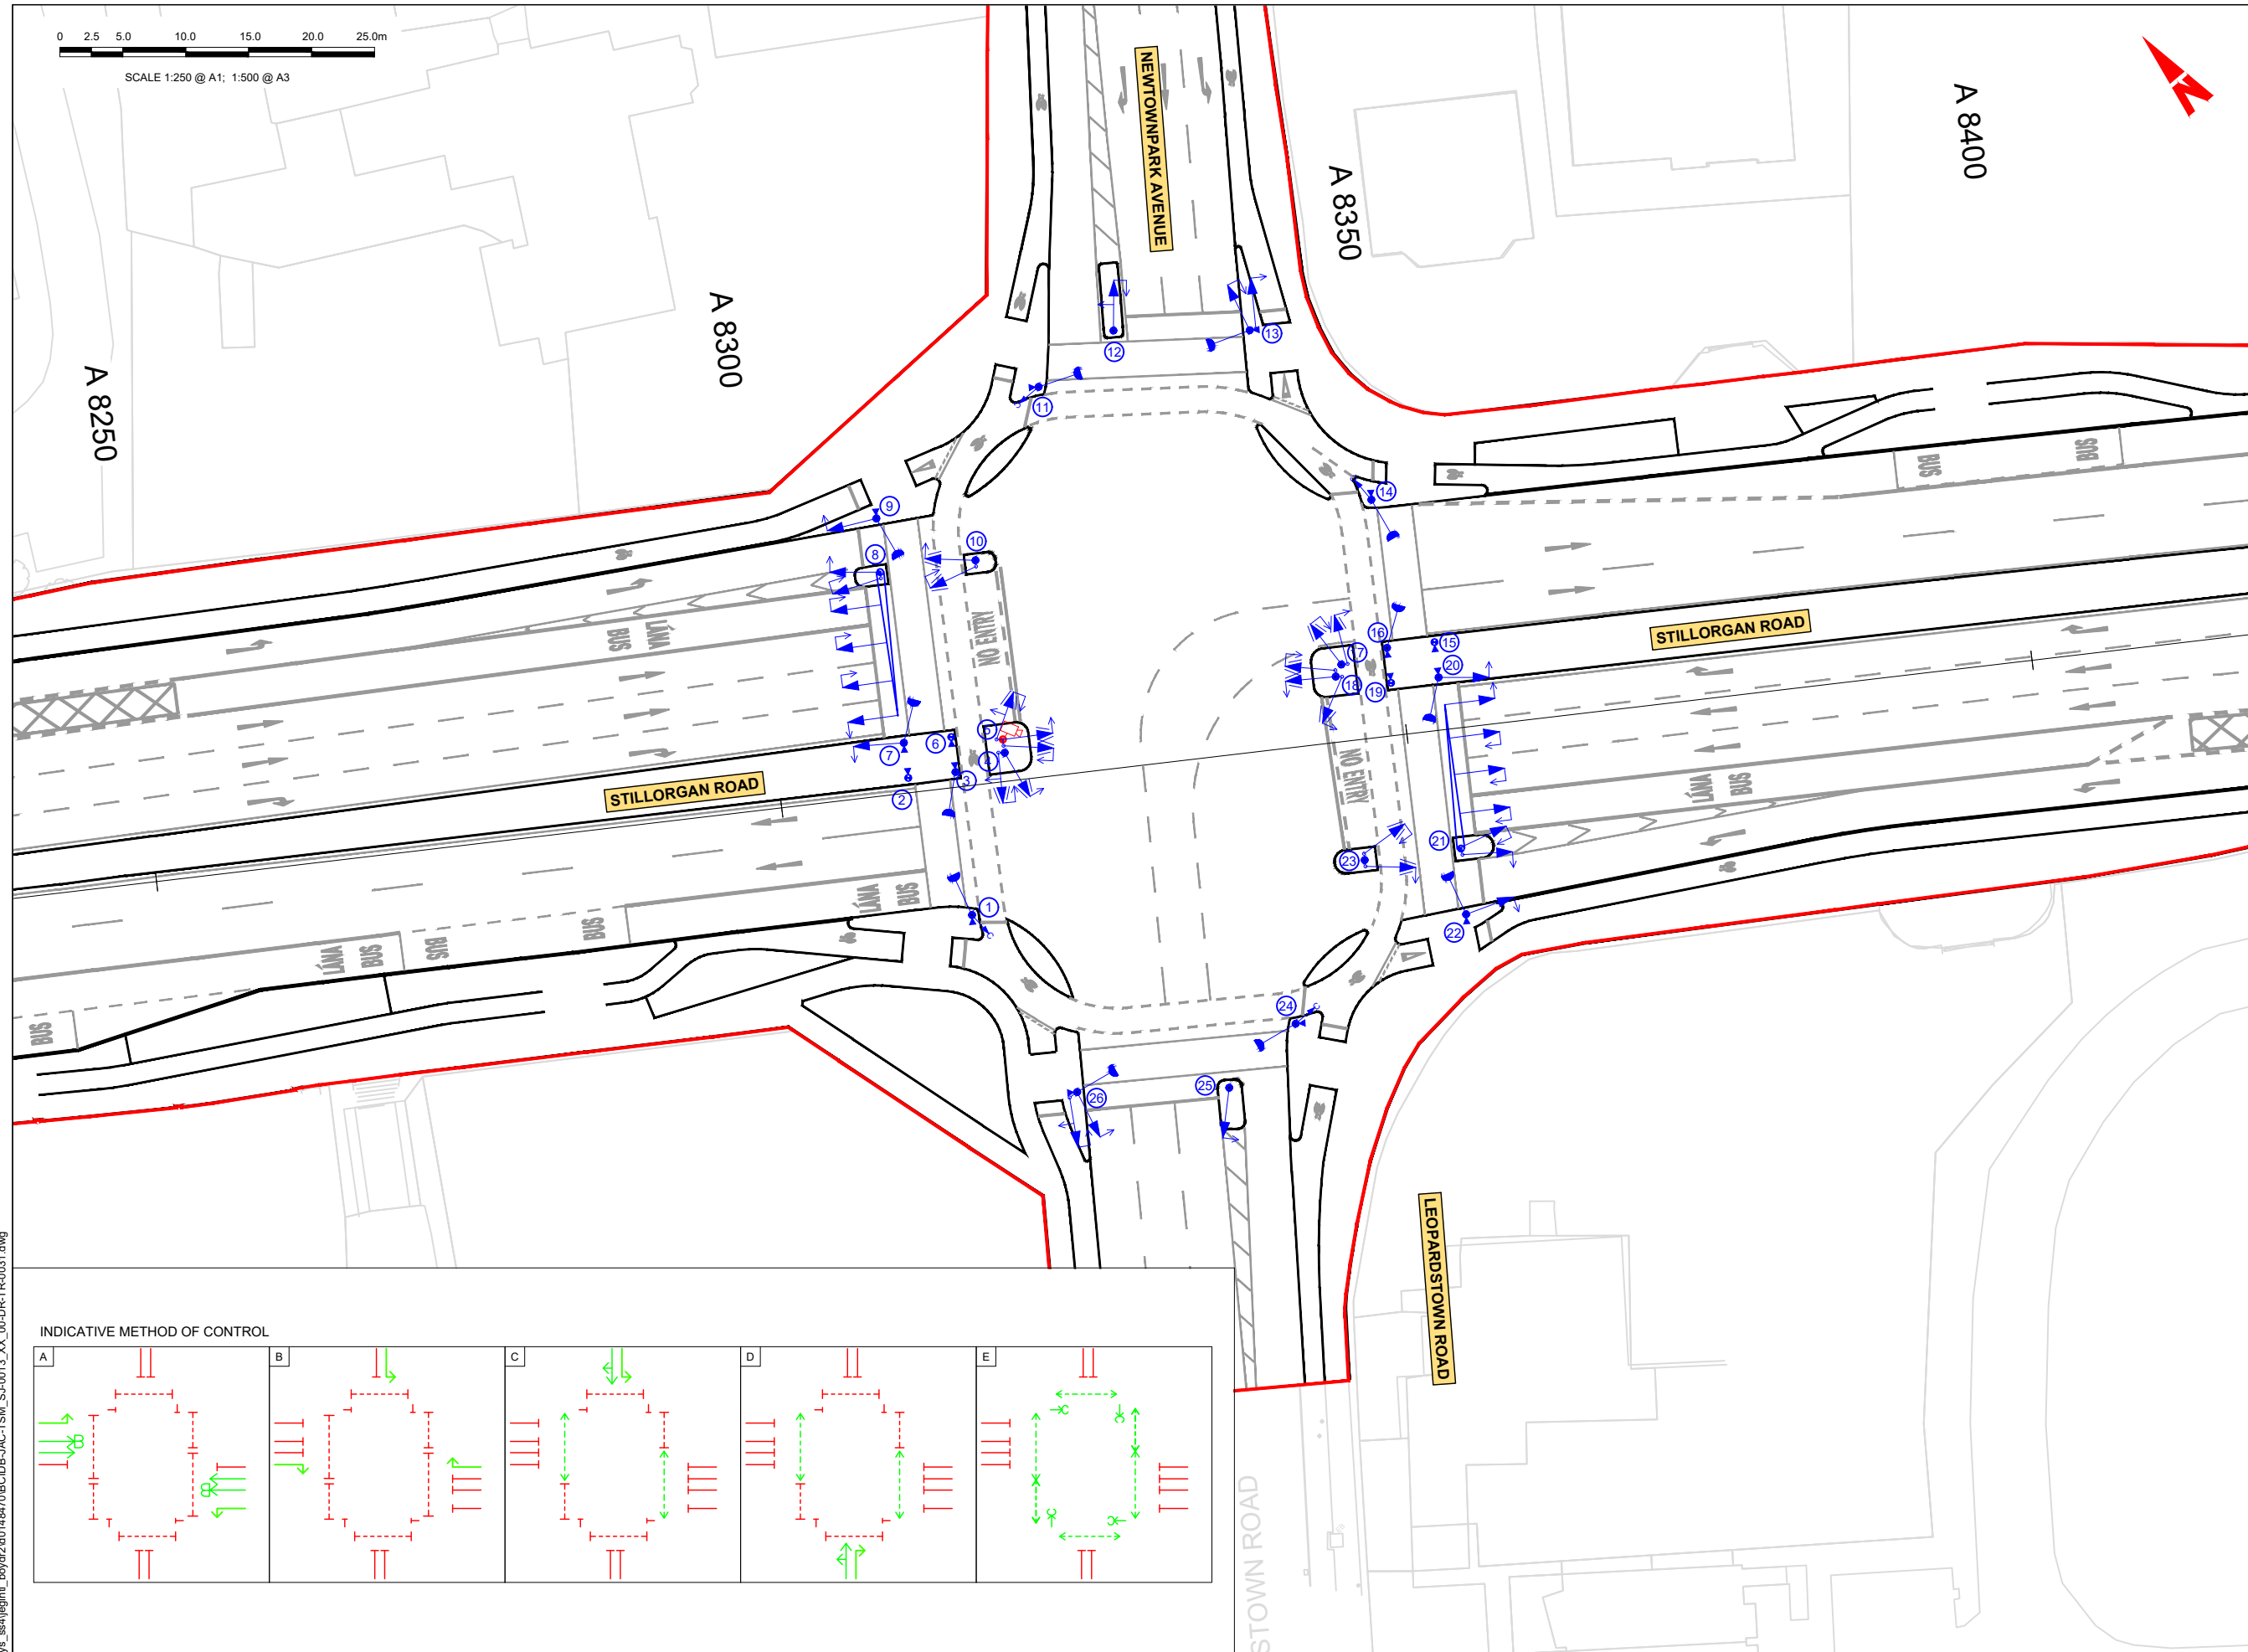 0 2.5 5.0 10.0 15.0 20.0 25.0m
SCALE 1:250 @ A1; 1:500 @ A3
NEWTOWNPARK AVENUE
A 8400
A 8350
A 8300
A 8250
12
13
11
14
9
8
10
BUS
BUS
LÁNA
BUS
NO ENTRY
STILLORGAN ROAD
16
15
17
20
18
19
5
6
7
4
3
2
STILLORGAN ROAD
NO ENTRY
LÁNA
BUS
21
23
LÁNA
BUS
1
22
LÁNA
BUS
BUS
BUS
BUS
24
25
26
LEOPARDSTOWN ROAD
STOWN ROAD
INDICATIVE METHOD OF CONTROL
A
B
C
D
E
B
B
C
C
C
C